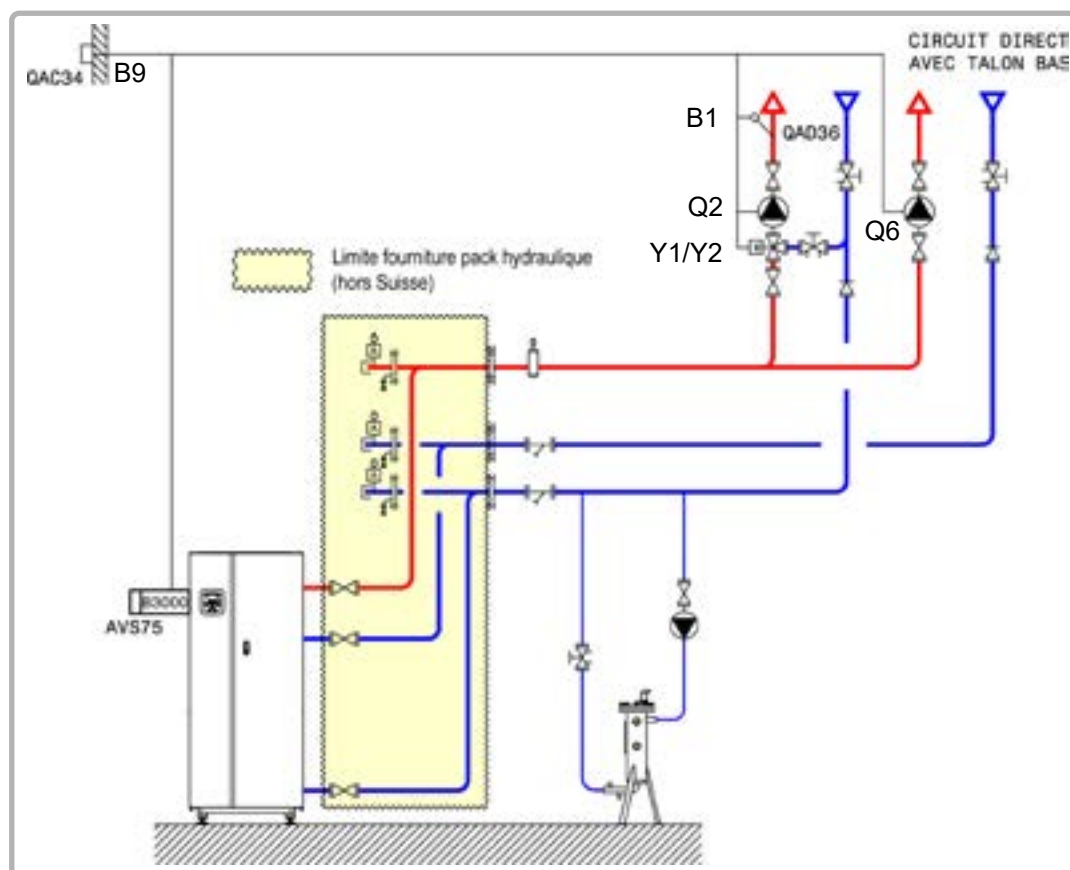 CIRCUIT DIRECT
AVEC TALON BAS
QAC34
B9
B1
QAD36
Q2
Q6
Y1/Y2
Limite fourniture pack hydraulique
(hors Suisse)
B3000
AVS75